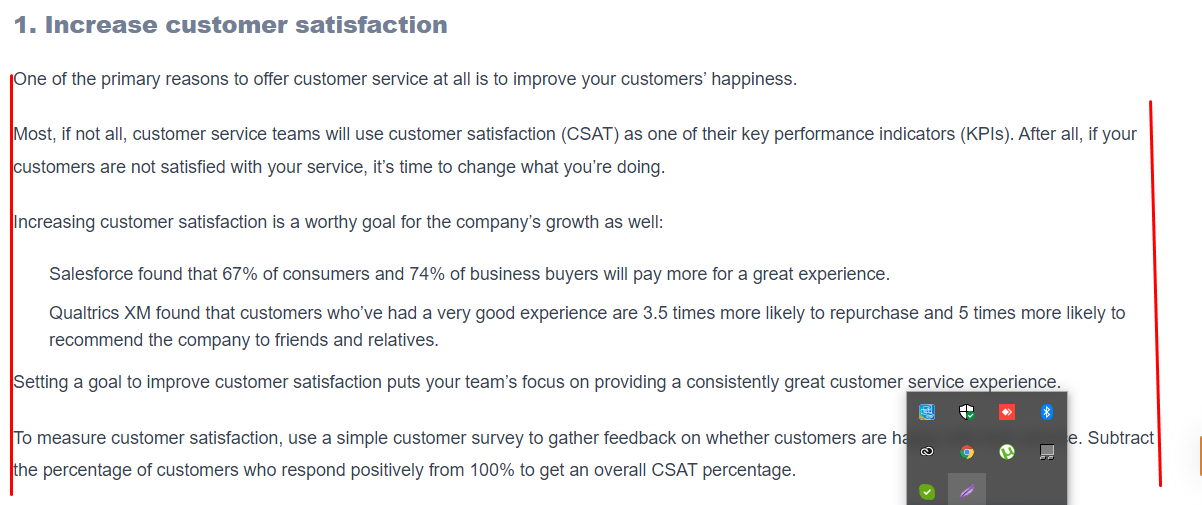 1. Increase customer satisfaction
One of the primary reasons to offer customer service at all is to improve your customers’ happiness.
Most, if not all, customer service teams will use customer satisfaction (CSAT) as one of their key performance indicators (KPIs). After all, if your
customers are not satisfied with your service, it’s time to change what you’re doing.
Increasing customer satisfaction is a worthy goal for the company’s growth as well:
Salesforce found that 67% of consumers and 74% of business buyers will pay more for a great experience.
Qualtrics XM found that customers who’ve had a very good experience are 3.5 times more likely to repurchase and 5 times more likely to
recommend the company to friends and relatives.
Setting a goal to improve customer satisfaction puts your team’s focus on providing a consistently great customer service experience.
To measure customer satisfaction, use a simple customer survey to gather feedback on whether customers are Subtract
the percentage of customers who respond positively from 100% to get an overall CSAT percentage.